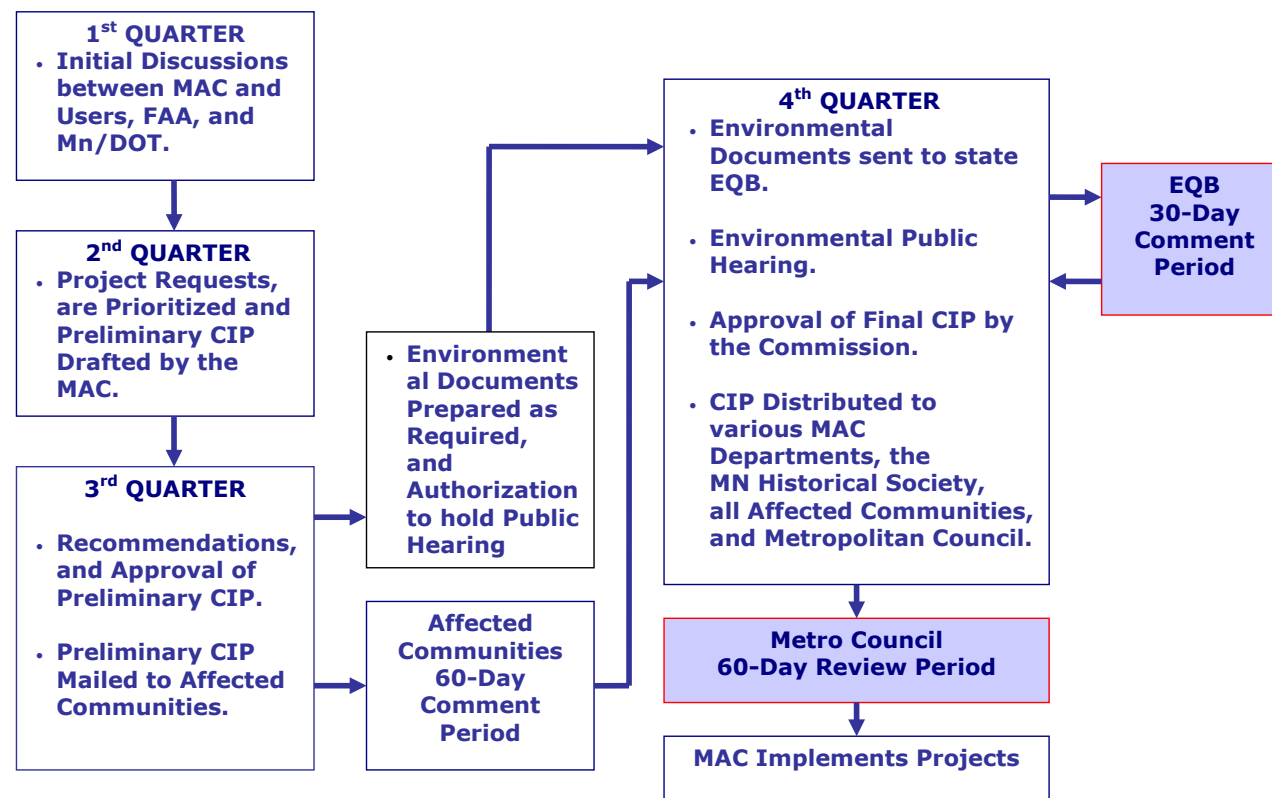 1st QUARTER
• Initial Discussions
between MAC and
Users, FAA, and
Mn/DOT.
2nd QUARTER
• Project Requests,
are Prioritized and
Preliminary CIP
Drafted by the
MAC.
3rd QUARTER
• Recommendations,
and Approval of
Preliminary CIP.
• Preliminary CIP
Mailed to Affected
Communities.
• Environment
al Documents
Prepared as
Required,
and
Authorization
to hold Public
Hearing
Affected
Communities
60-Day
Comment
Period
4th QUARTER
• Environmental
Documents sent to state
EQB.
• Environmental Public
Hearing.
• Approval of Final CIP by
the Commission.
• CIP Distributed to
various MAC
Departments, the
MN Historical Society,
all Affected Communities,
and Metropolitan Council.
EQB
30-Day
Comment
Period
Metro Council
60-Day Review Period
MAC Implements Projects